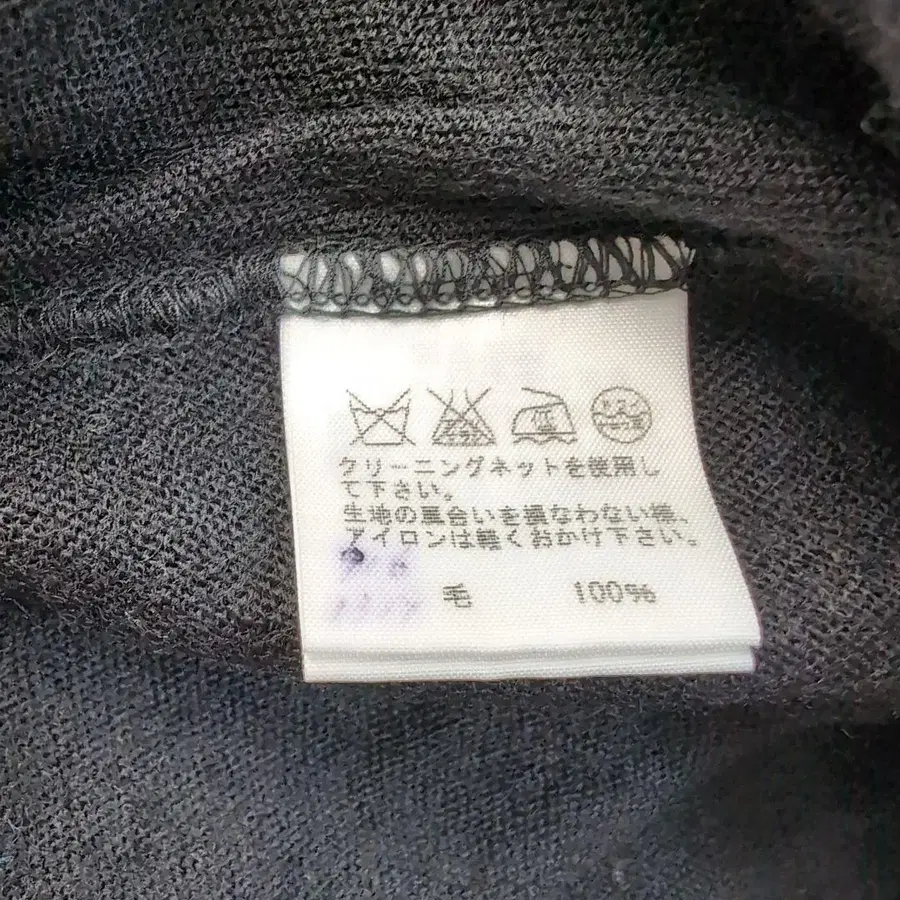 クリーニングネットを使用し
て下さい。
生地の風合いを損なわない様、
アイロンは軽くおかけ下さい。
毛 100%